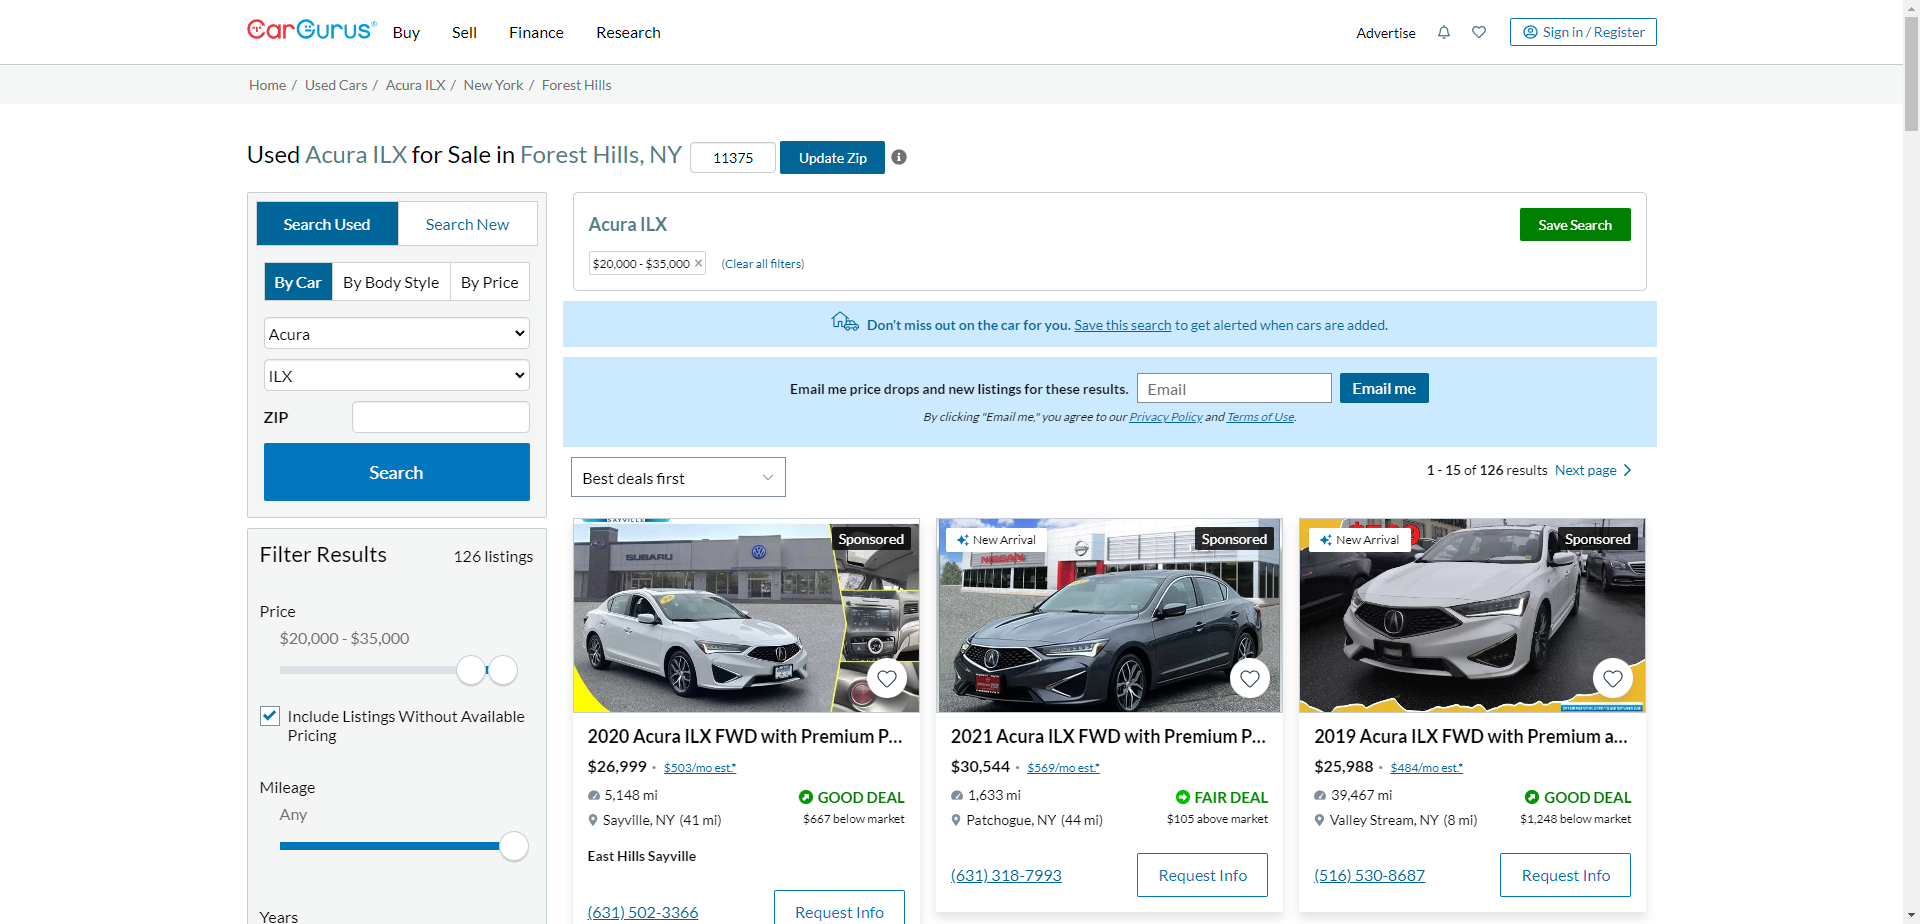 CarGurus
Buy
Sell
Finance
Research
Advertise
Sign in / Register
Home / Used Cars / Acura ILX / New York / Forest Hills
Used Acura ILX for Sale in Forest Hills, NY
11375
Update Zip
Search Used
Search New
By Car
By Body Style
By Price
Acura
ILX
ZIP
Search
Acura ILX
Save Search
$20,000 - $35,000 ×
(Clear all filters)
Don't miss out on the car for you. Save this search to get alerted when cars are added.
Email me price drops and new listings for these results.
Email
Email me
By clicking "Email me," you agree to our Privacy Policy and Terms of Use.
Best deals first
1 - 15 of 126 results
Next page
Filter Results
126 listings
Price
$20,000 - $35,000
Include Listings Without Available
Pricing
Mileage
Any
Years
SAYVILLE
SUBARU
Sponsored
2020 Acura ILX FWD with Premium P...
$26,999 · $503/mo est.*
5,148 mi
GOOD DEAL
Sayville, NY (41 mi)
$667 below market
East Hills Sayville
(631) 502-3366
Request Info
New Arrival
Sponsored
NISSAN
2021 Acura ILX FWD with Premium P...
$30,544 · $569/mo est.*
1,633 mi
FAIR DEAL
Patchogue, NY (44 mi)
$105 above market
(631) 318-7993
Request Info
New Arrival
Sponsored
2019 Acura ILX FWD with Premium a...
$25,988 · $484/mo est.*
39,467 mi
GOOD DEAL
Valley Stream, NY (8 mi)
$1,248 below market
(516) 530-8687
Request Info